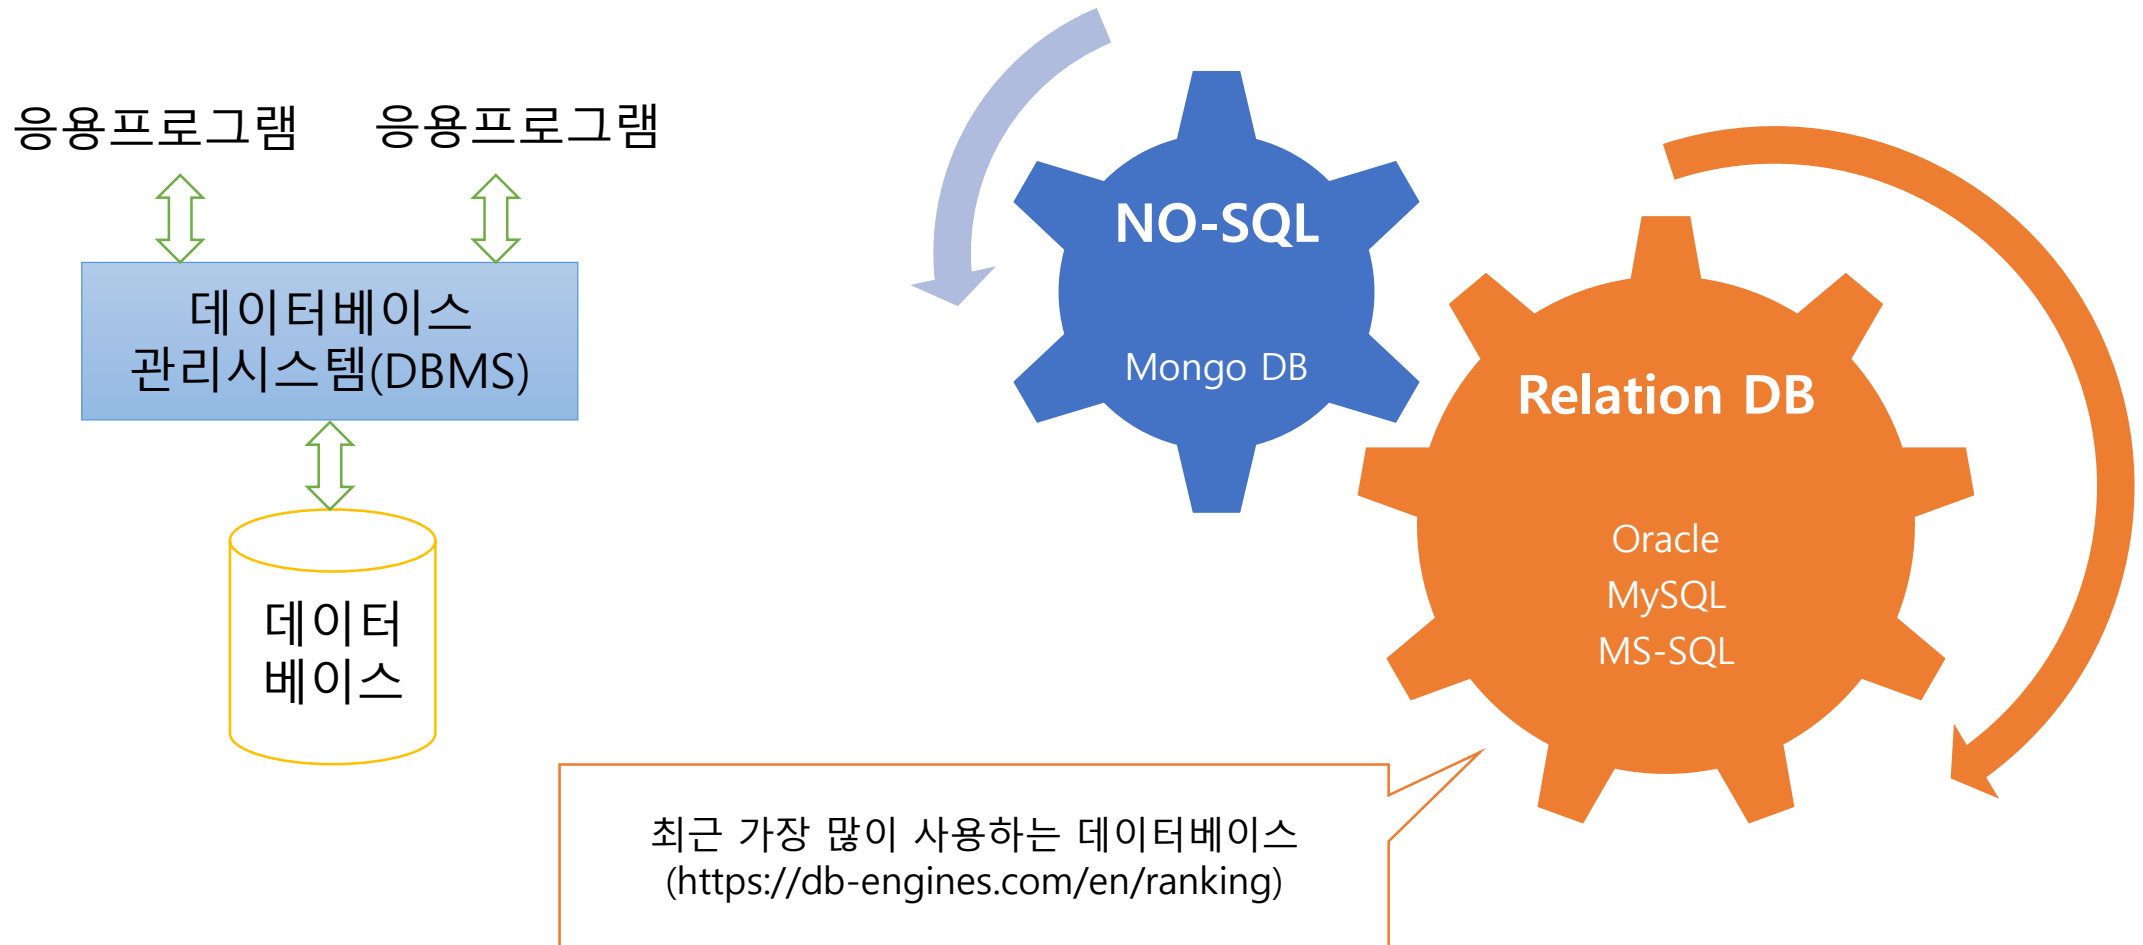 응용프로그램
응용프로그램
데이터베이스
관리시스템(DBMS)
데이터
베이스
NO-SQL
Mongo DB
Relation DB
Oracle
MySQL
MS-SQL
최근 가장 많이 사용하는 데이터베이스
(https://db-engines.com/en/ranking)